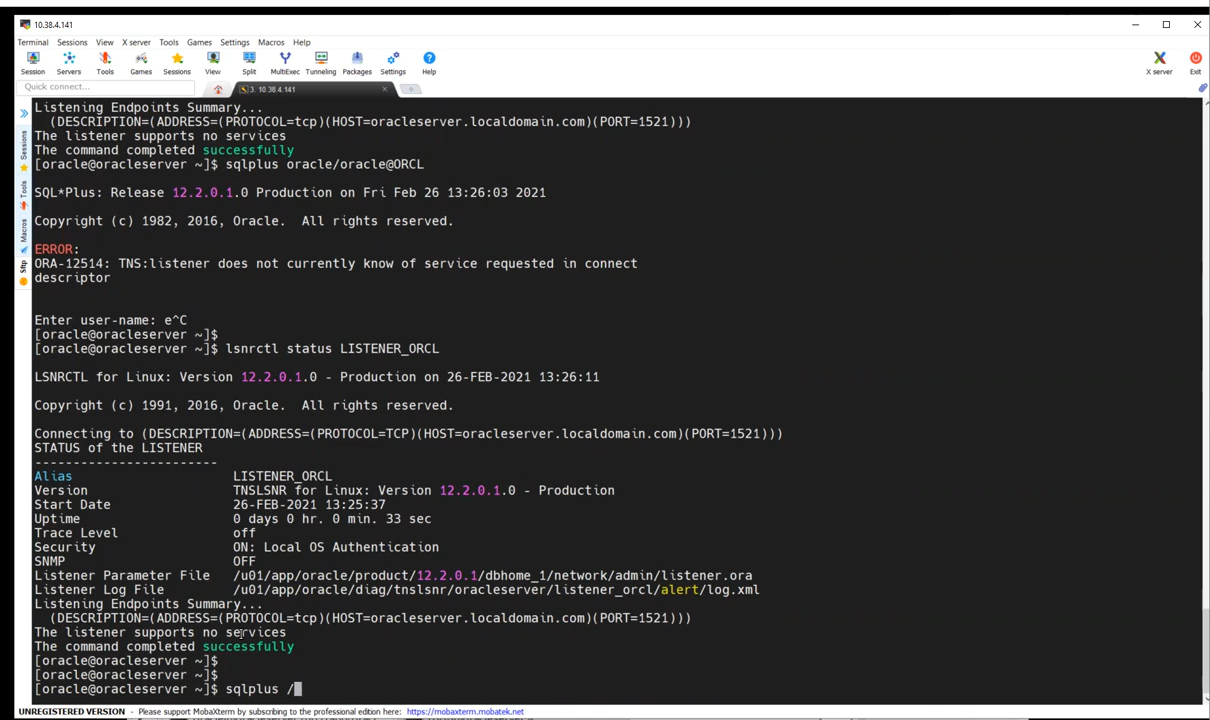 10.38.4.141
Terminal Sessions View X server Tools Games Settings Macros Help
Session Servers Tools Games Sessions View Split MultiExec Tunneling Packages Settings Help X server Exit
Quick connect...
3. 10.38.4.141
Sessions
Tools
Macros
Sftp
Listening Endpoints Summary...
(DESCRIPTION=(ADDRESS=(PROTOCOL=tcp)(HOST=oracleserver.localdomain.com)(PORT=1521)))
The listener supports no services
The command completed successfully
[oracle@oracleserver ~]$ sqlplus oracle/oracle@ORCL
SQL*Plus: Release 12.2.0.1.0 Production on Fri Feb 26 13:26:03 2021
Copyright (c) 1982, 2016, Oracle.  All rights reserved.
ERROR:
ORA-12514: TNS:listener does not currently know of service requested in connect
descriptor
Enter user-name: e^C
[oracle@oracleserver ~]$
[oracle@oracleserver ~]$ lsnrctl status LISTENER_ORCL
LSNRCTL for Linux: Version 12.2.0.1.0 - Production on 26-FEB-2021 13:26:11
Copyright (c) 1991, 2016, Oracle.  All rights reserved.
Connecting to (DESCRIPTION=(ADDRESS=(PROTOCOL=TCP)(HOST=oracleserver.localdomain.com)(PORT=1521)))
STATUS of the LISTENER
------------------------
Alias                     LISTENER_ORCL
Version                   TNSLSNR for Linux: Version 12.2.0.1.0 - Production
Start Date                26-FEB-2021 13:25:37
Uptime                    0 days 0 hr. 0 min. 33 sec
Trace Level               off
Security                  ON: Local OS Authentication
SNMP                      OFF
Listener Parameter File   /u01/app/oracle/product/12.2.0.1/dbhome_1/network/admin/listener.ora
Listener Log File         /u01/app/oracle/diag/tnslsnr/oracleserver/listener_orcl/alert/log.xml
Listening Endpoints Summary...
(DESCRIPTION=(ADDRESS=(PROTOCOL=tcp)(HOST=oracleserver.localdomain.com)(PORT=1521)))
The listener supports no services
The command completed successfully
[oracle@oracleserver ~]$
[oracle@oracleserver ~]$
[oracle@oracleserver ~]$ sqlplus /
UNREGISTERED VERSION - Please support MobaXterm by subscribing to the professional edition here: https://mobaxterm.mobatek.net